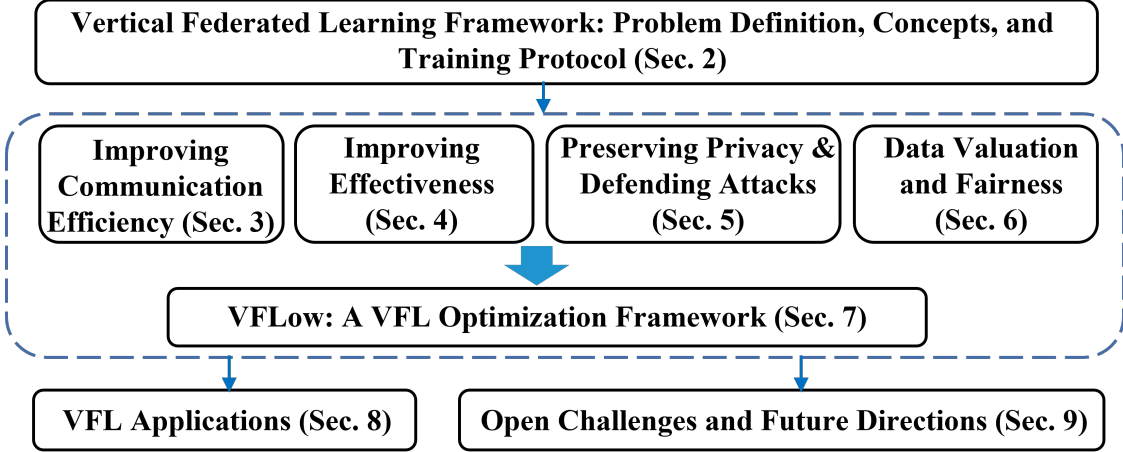 Vertical Federated Learning Framework: Problem Definition, Concepts, and
Training Protocol (Sec. 2)
Improving
Communication
Efficiency (Sec. 3)
Improving
Effectiveness
(Sec. 4)
Preserving Privacy &
Defending Attacks
(Sec. 5)
Data Valuation
and Fairness
(Sec. 6)
VFLow: A VFL Optimization Framework (Sec. 7)
VFL Applications (Sec. 8)
Open Challenges and Future Directions (Sec. 9)